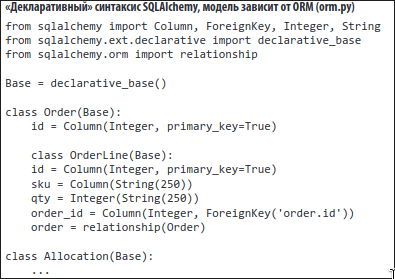 «Декларативный» синтаксис SQLAlchemy, модель зависит от ORM (orm.py)
from sqlalchemy import Column, ForeignKey, Integer, String
from sqlalchemy.ext.declarative import declarative_base
from sqlalchemy.orm import relationship

Base = declarative_base()

class Order(Base):
    id = Column(Integer, primary_key=True)

    class OrderLine(Base):
    id = Column(Integer, primary_key=True)
    sku = Column(String(250))
    qty = Integer(String(250))
    order_id = Column(Integer, ForeignKey('order.id'))
    order = relationship(Order)

class Allocation(Base):
    ...